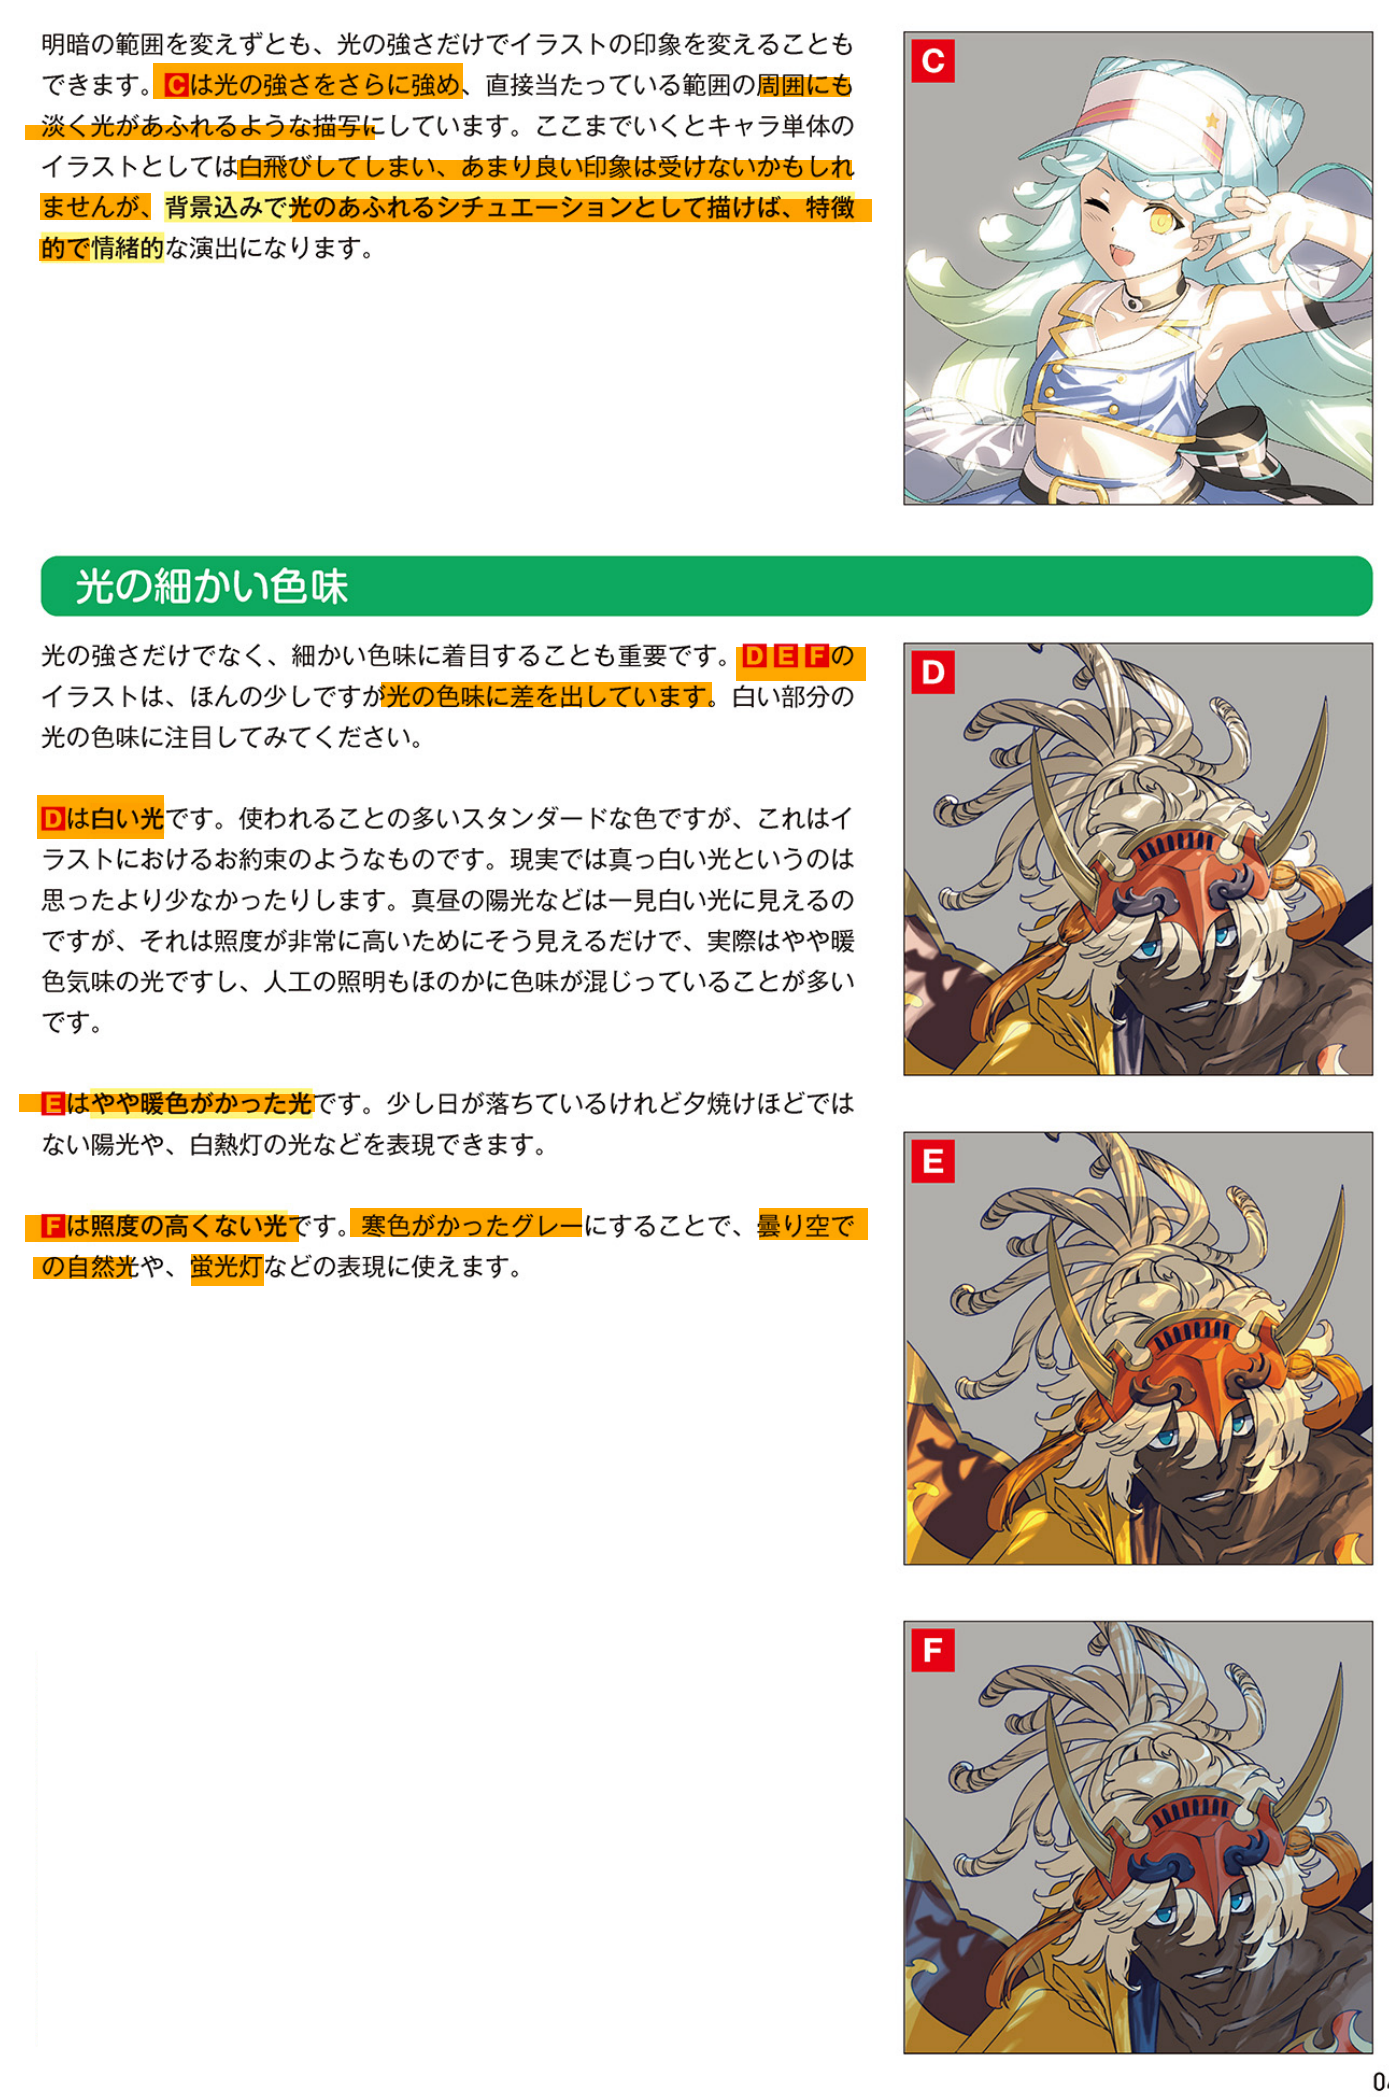 明暗の範囲を変えずとも、光の強さだけでイラストの印象を変えることも
できます。Cは光の強さをさらに強め、直接当たっている範囲の周囲にも
淡く光があふれるような描写にしています。ここまでいくとキャラ単体の
イラストとしては白飛びしてしまい、あまり良い印象は受けないかもしれ
ませんが、背景込みで光のあふれるシチュエーションとして描けば、特徴
的で情緒的な演出になります。
C
光の細かい色味
光の強さだけでなく、細かい色味に着目することも重要です。D E Fの
イラストは、ほんの少しですが光の色味に差を出しています。白い部分の
光の色味に注目してみてください。
Dは白い光です。使われることの多いスタンダードな色ですが、これはイ
ラストにおけるお約束のようなものです。現実では真っ白い光というのは
思ったより少なかったりします。真昼の陽光などは一見白い光に見えるの
ですが、それは照度が非常に高いためにそう見えるだけで、実際はやや暖
色気味の光ですし、人工の照明もほのかに色味が混じっていることが多い
です。
Eはやや暖色がかった光です。少し日が落ちているけれど夕焼けほどでは
ない陽光や、白熱灯の光などを表現できます。
Fは照度の高くない光です。寒色がかったグレーにすることで、曇り空で
の自然光や、蛍光灯などの表現に使えます。
D
E
F